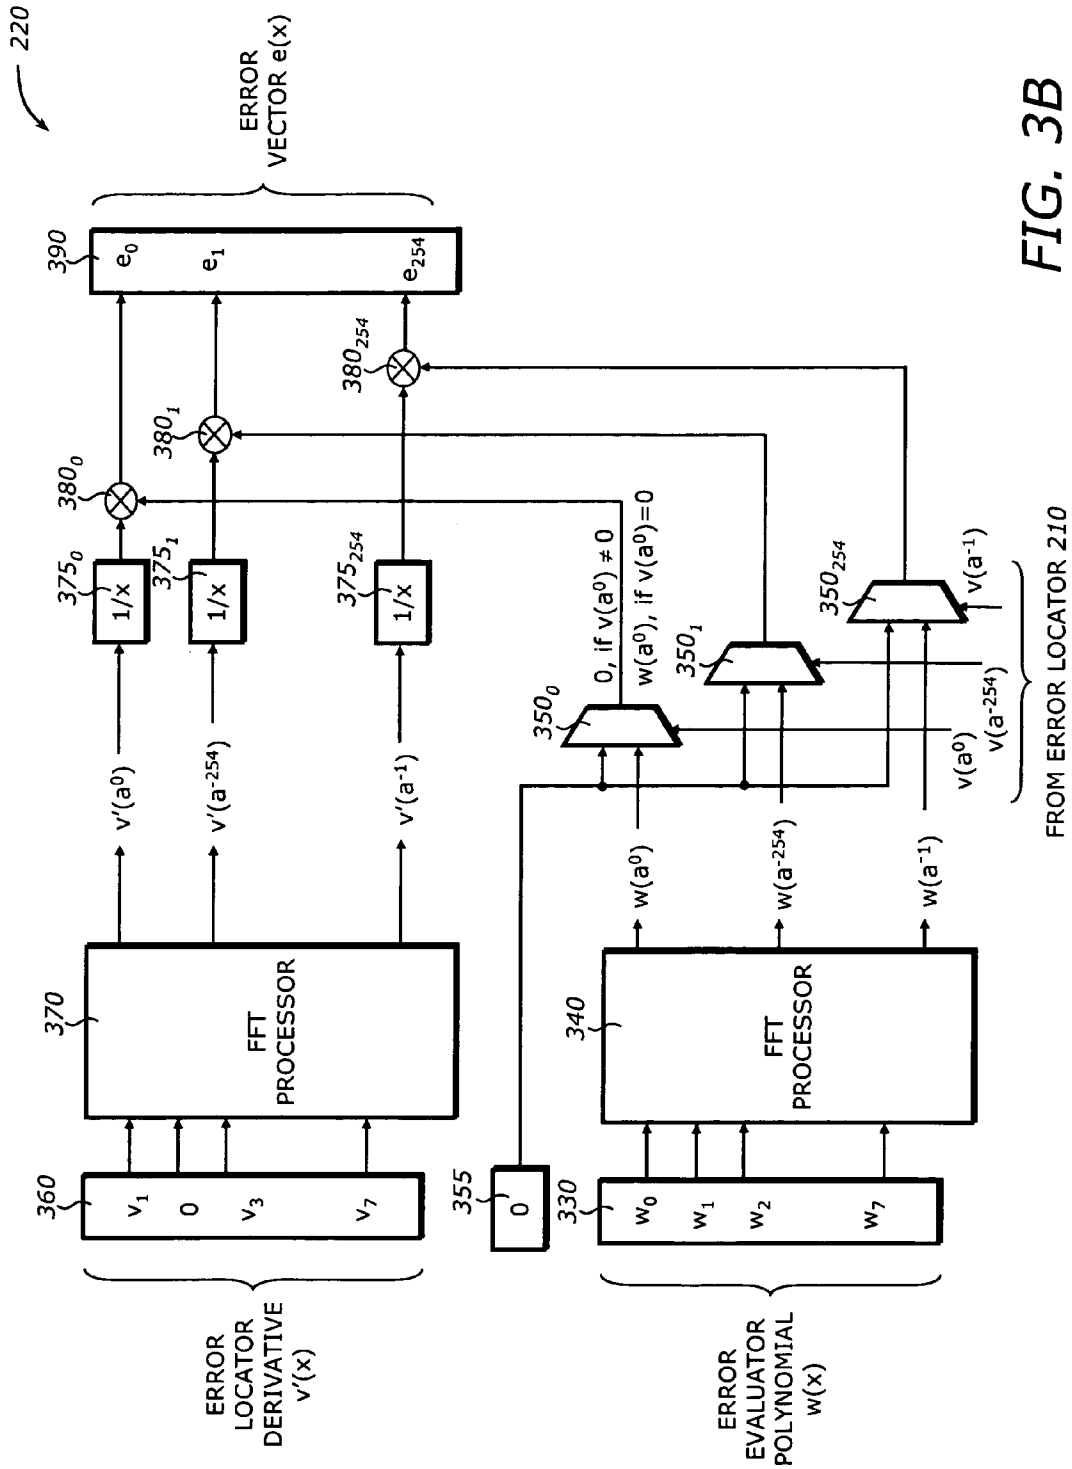 220
ERROR
VECTOR e(x)
390
e0
e1
e254
3800
3801
380254
3750
1/x
3751
1/x
375254
1/x
v'(a0)
v'(a-254)
v'(a-1)
370
FFT
PROCESSOR
360
v1
0
v3
v7
ERROR
LOCATOR
DERIVATIVE
v'(x)
0, if v(a0) ≠ 0
w(a0), if v(a0)=0
3500
3501
350254
v(a0)
v(a-254)
v(a-1)
FROM ERROR LOCATOR 210
w(a0)
w(a-254)
w(a-1)
340
FFT
PROCESSOR
355
0
330
w0
w1
w2
w7
ERROR
EVALUATOR
POLYNOMIAL
w(x)
FIG. 3B